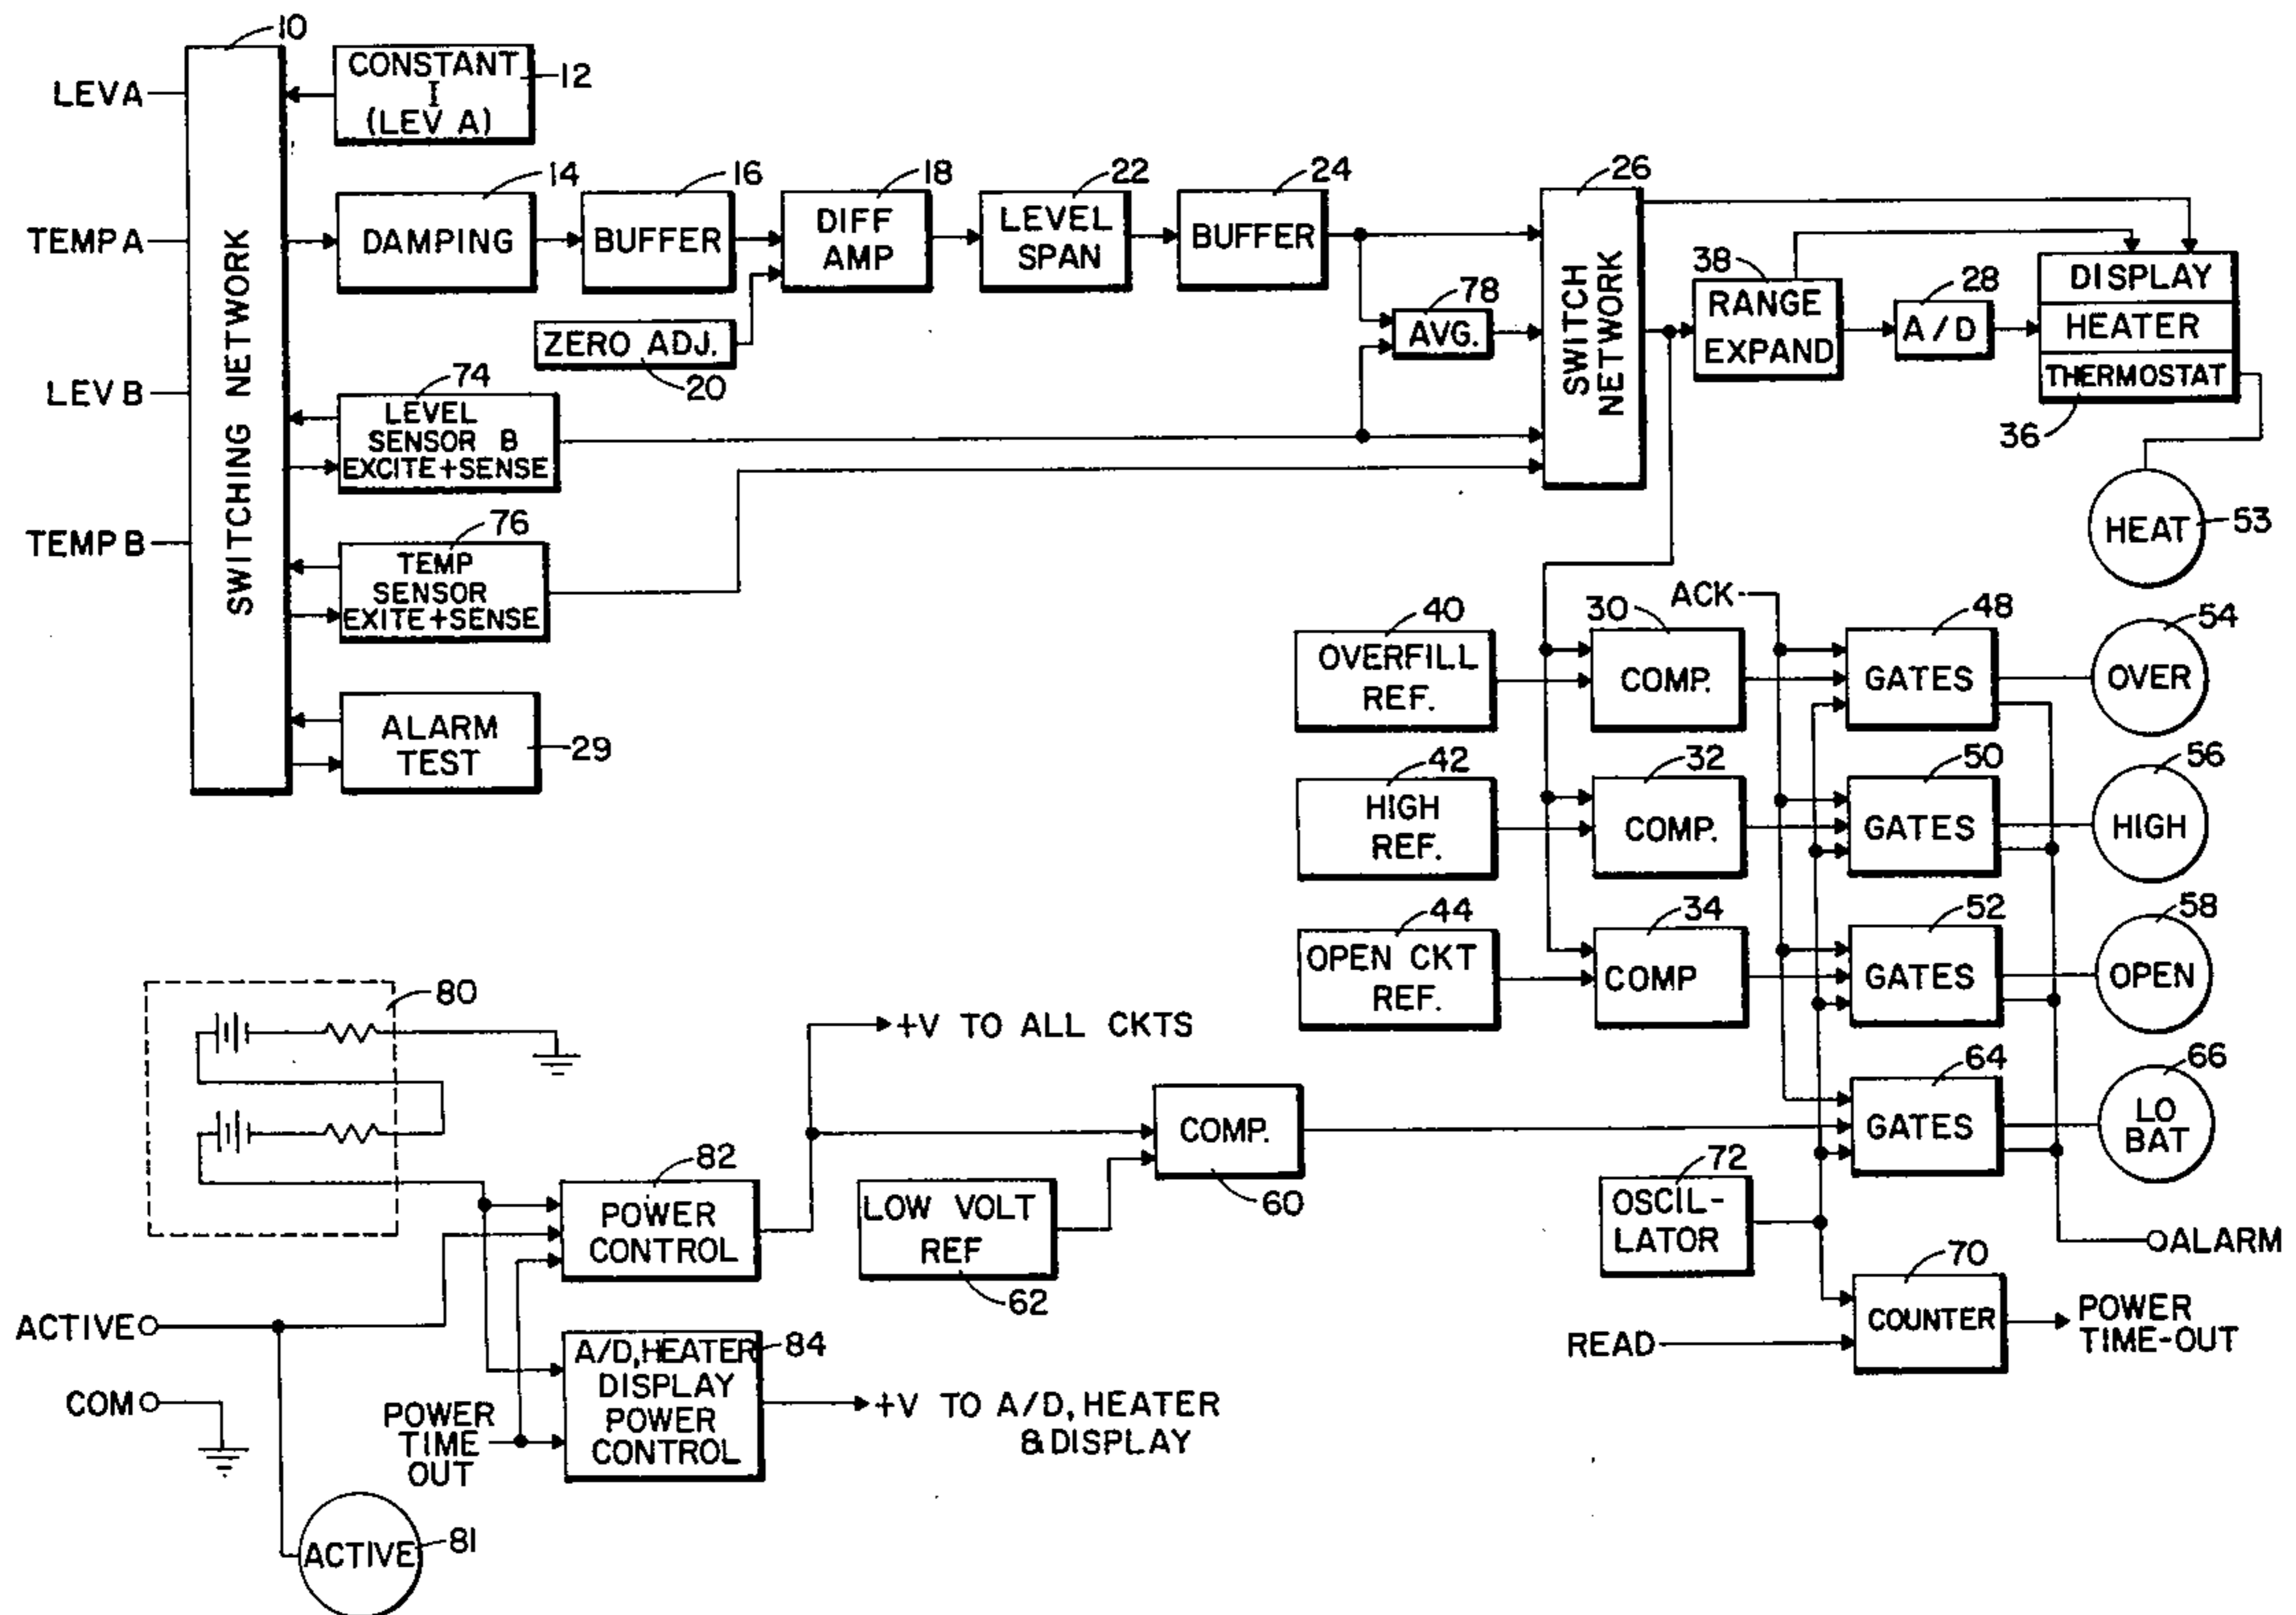 10
LEV A
CONSTANT
I
(LEV A)
12
14
16
18
22
24
26
TEMP A
DAMPING
BUFFER
DIFF
AMP
LEVEL
SPAN
BUFFER
SWITCHING NETWORK
SWITCH
NETWORK
38
RANGE
EXPAND
28
A/D
DISPLAY
HEATER
THERMOSTAT
36
78
AVG.
ZERO ADJ.
20
LEV B
74
LEVEL
SENSOR B
EXCITE+SENSE
HEAT
53
TEMP B
76
TEMP
SENSOR
EXITE+SENSE
ALARM
TEST
29
ACK
40
OVERFILL
REF.
30
COMP.
48
GATES
54
OVER
42
HIGH
REF.
32
COMP.
50
GATES
56
HIGH
44
OPEN CKT
REF.
34
COMP
52
GATES
58
OPEN
80
+V TO ALL CKTS
COMP.
60
64
GATES
66
LO
BAT
82
POWER
CONTROL
LOW VOLT
REF
62
72
OSCIL-
LATOR
ALARM
70
COUNTER
READ
POWER
TIME-OUT
ACTIVE
COM
A/D, HEATER
DISPLAY
POWER
CONTROL
84
POWER
TIME
OUT
+V TO A/D, HEATER
& DISPLAY
ACTIVE
81